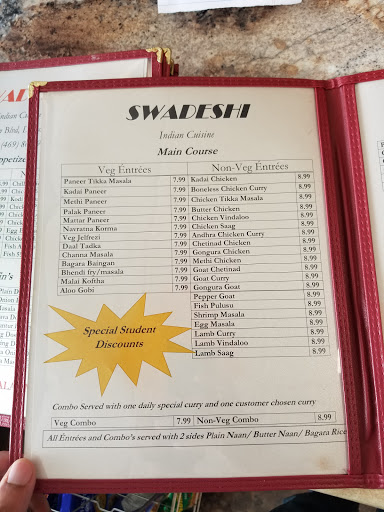 SWADESHI
Indian Cuisine
Main Course
Veg Entrées
Paneer Tikka Masala 7.99
Kadai Paneer 7.99
Methi Paneer 7.99
Palak Paneer 7.99
Mattar Paneer 7.99
Navratna Korma 7.99
Veg Jelfrezi 7.99
Daal Tadka 7.99
Channa Masala 7.99
Bagara Baingan 7.99
Bhendi fry/masala 7.99
Malai Koftha 7.99
Aloo Gobi 7.99
Non-Veg Entrées
Kadai Chicken 8.99
Boneless Chicken Curry 8.99
Chicken Tikka Masala 8.99
Butter Chicken 8.99
Chicken Vindaloo 8.99
Chicken Saag 8.99
Andhra Chicken Curry 8.99
Chetinad Chicken 8.99
Gongura Chicken 8.99
Methi Chicken 8.99
Goat Chetinad 8.99
Goat Curry 8.99
Gongura Goat 8.99
Pepper Goat 8.99
Fish Pulusu 8.99
Shrimp Masala 8.99
Egg Masala 8.99
Lamb Curry 8.99
Lamb Vindaloo 8.99
Lamb Saag 8.99
Special Student
Discounts
Combo Served with one daily special curry and one customer chosen curry
Veg Combo 7.99 Non-Veg Combo 8.99
All Entrées and Combo's served with 2 sides Plain Naan/ Butter Naan/ Bagara Rice